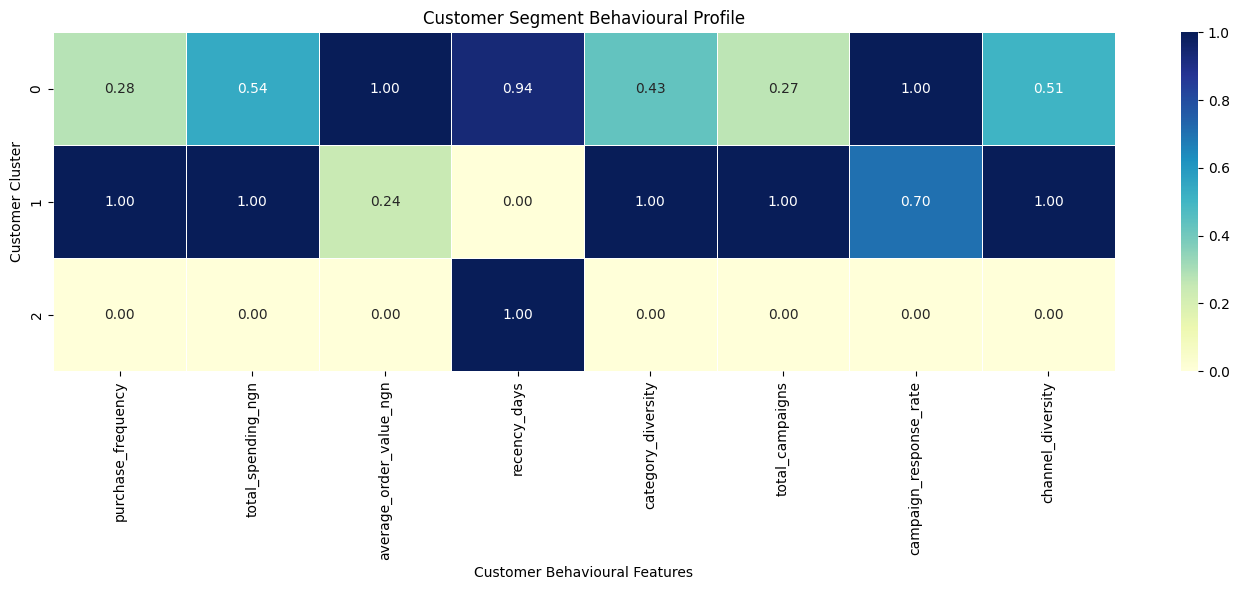 Customer Segment Behavioural Profile
Customer Cluster
0 0.28 0.54 1.00 0.94 0.43 0.27 1.00 0.51
1 1.00 1.00 0.24 0.00 1.00 1.00 0.70 1.00
2 0.00 0.00 0.00 1.00 0.00 0.00 0.00 0.00
purchase_frequency
total_spending_ngn
average_order_value_ngn
recency_days
category_diversity
total_campaigns
campaign_response_rate
channel_diversity
Customer Behavioural Features
1.0
0.8
0.6
0.4
0.2
0.0